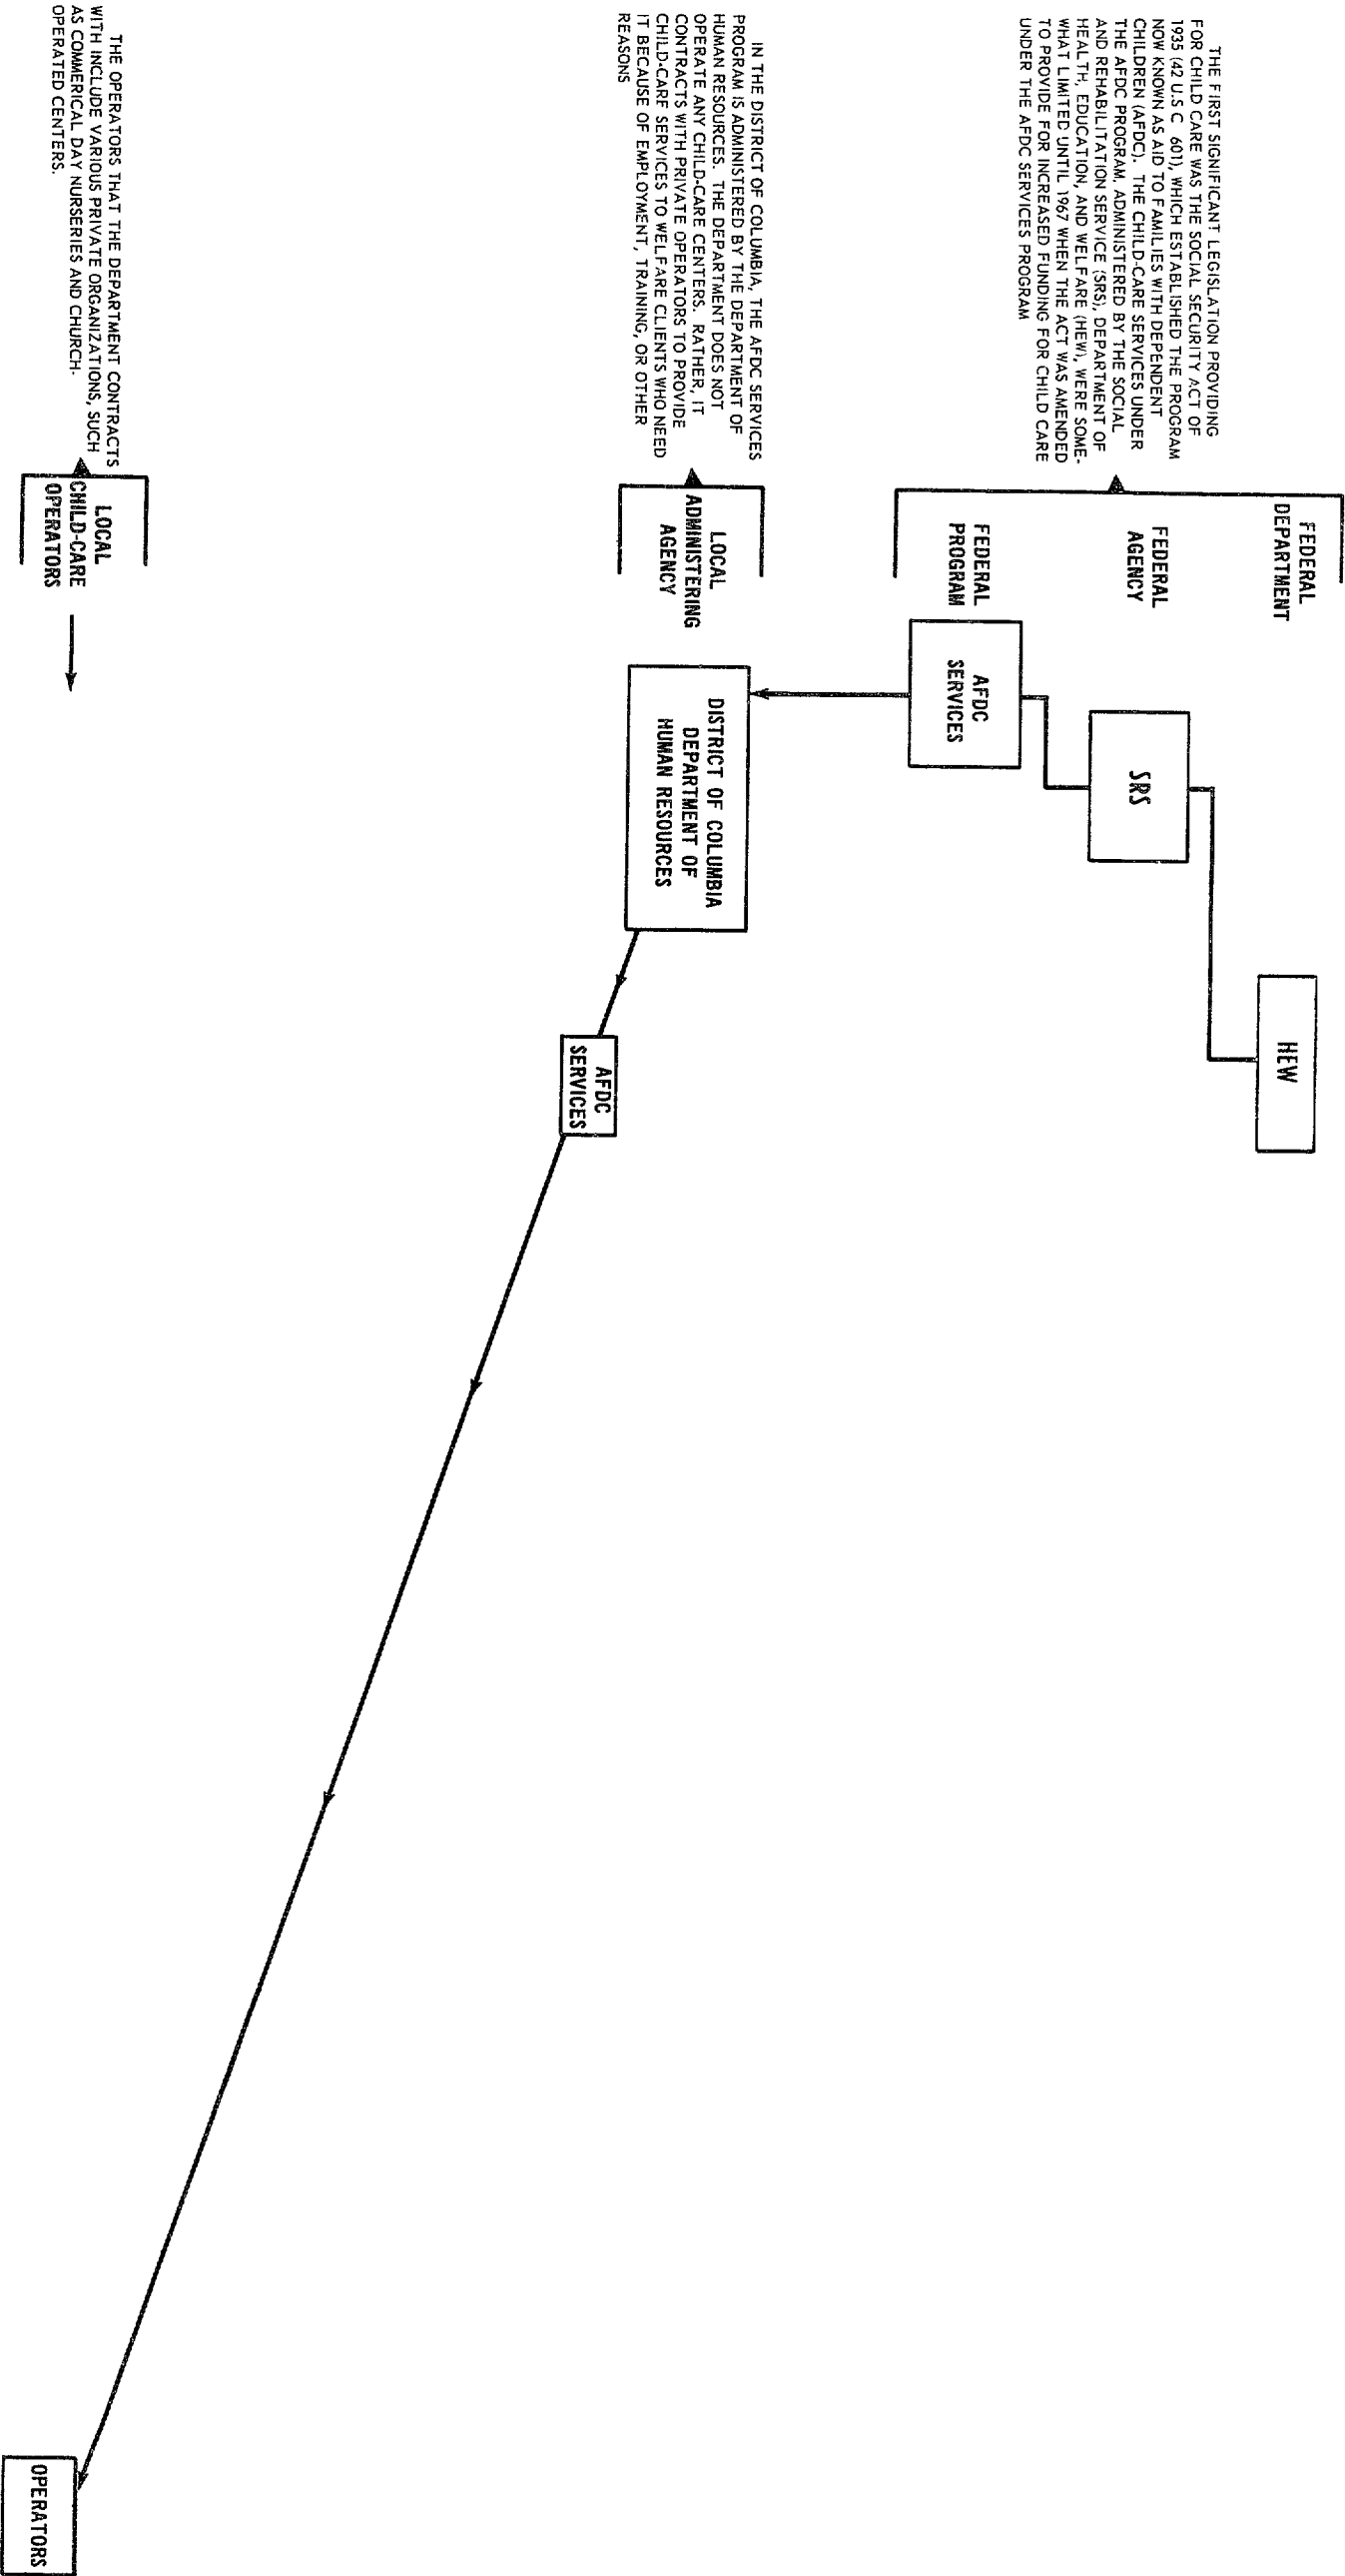 THE FIRST SIGNIFICANT LEGISLATION PROVIDING
FOR CHILD CARE WAS THE SOCIAL SECURITY ACT OF
1935 (42 U.S C 601), WHICH ESTABLISHED THE PROGRAM
NOW KNOWN AS AID TO FAMILIES WITH DEPENDENT
CHILDREN (AFDC). THE CHILD-CARE SERVICES UNDER
THE AFDC PROGRAM, ADMINISTERED BY THE SOCIAL
AND REHABILITATION SERVICE (SRS), DEPARTMENT OF
HEALTH, EDUCATION, AND WELFARE (HEW), WERE SOME-
WHAT LIMITED UNTIL 1967 WHEN THE ACT WAS AMENDED
TO PROVIDE FOR INCREASED FUNDING FOR CHILD CARE
UNDER THE AFDC SERVICES PROGRAM
FEDERAL
DEPARTMENT
HEW
FEDERAL
AGENCY
SRS
FEDERAL
PROGRAM
AFDC
SERVICES
IN THE DISTRICT OF COLUMBIA, THE AFDC SERVICES
PROGRAM IS ADMINISTERED BY THE DEPARTMENT OF
HUMAN RESOURCES. THE DEPARTMENT DOES NOT
OPERATE ANY CHILD-CARE CENTERS. RATHER, IT
CONTRACTS WITH PRIVATE OPERATORS TO PROVIDE
CHILD-CARE SERVICES TO WELFARE CLIENTS WHO NEED
IT BECAUSE OF EMPLOYMENT, TRAINING, OR OTHER
REASONS
LOCAL
ADMINISTERING
AGENCY
DISTRICT OF COLUMBIA
DEPARTMENT OF
HUMAN RESOURCES
AFDC
SERVICES
THE OPERATORS THAT THE DEPARTMENT CONTRACTS
WITH INCLUDE VARIOUS PRIVATE ORGANIZATIONS, SUCH
AS COMMERICAL DAY NURSERIES AND CHURCH-
OPERATED CENTERS.
LOCAL
CHILD-CARE
OPERATORS
OPERATORS